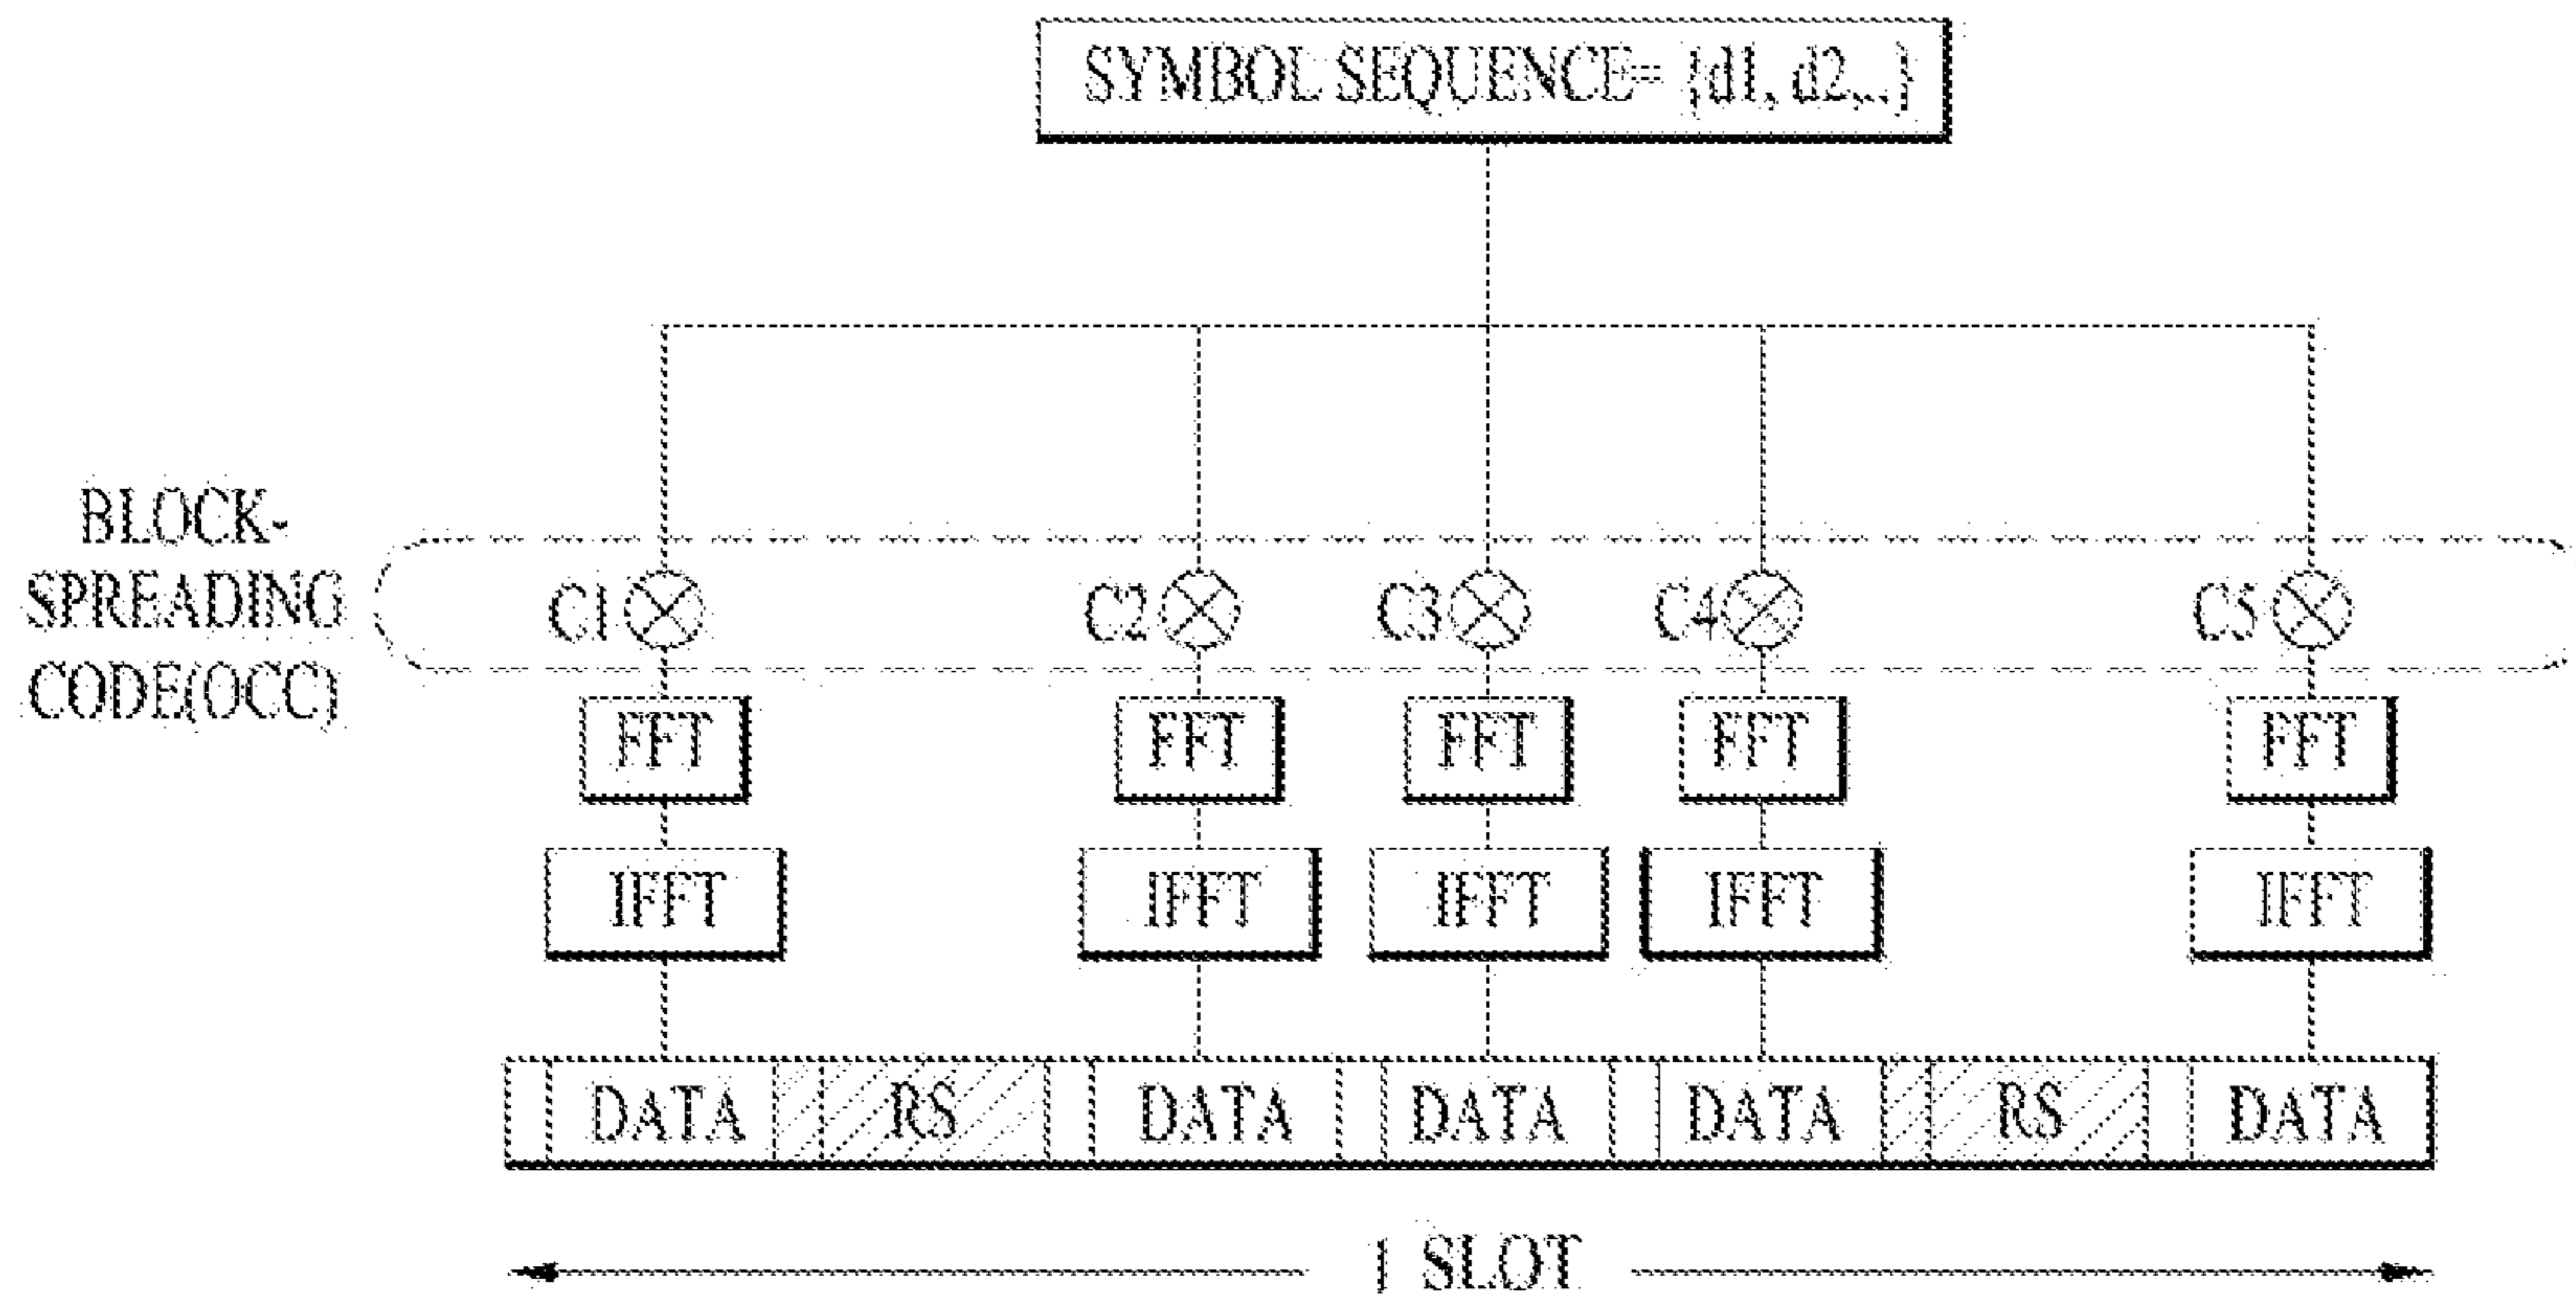 SYMBOL SEQUENCE= {d1, d2,..}
BLOCK-
SPREADING
CODE(OCC)
C1 C2 C3 C4 C5
FFT FFT FFT FFT FFT
IFFT IFFT IFFT IFFT IFFT
DATA RS DATA DATA DATA RS DATA
1 SLOT